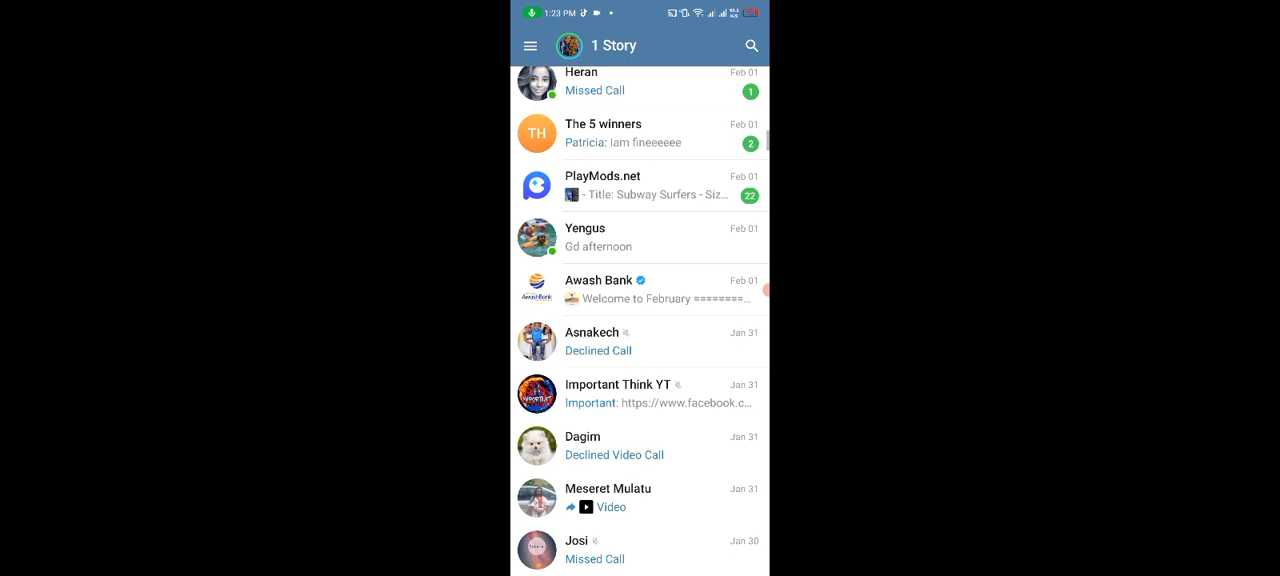 1:23 PM
1 Story
Heran
Feb 01
Missed Call
1
The 5 winners
Feb 01
TH
Patricia: Iam fineeeeee
2
PlayMods.net
Feb 01
- Title: Subway Surfers - Siz...
22
Yengus
Feb 01
Gd afternoon
Awash Bank
Feb 01
AwashBank
Welcome to February ========...
Asnakech
Jan 31
Declined Call
Important Think YT
Jan 31
Important: https://www.facebook.c...
Dagim
Jan 31
Declined Video Call
Meseret Mulatu
Jan 31
Video
Josi
Jan 30
Missed Call